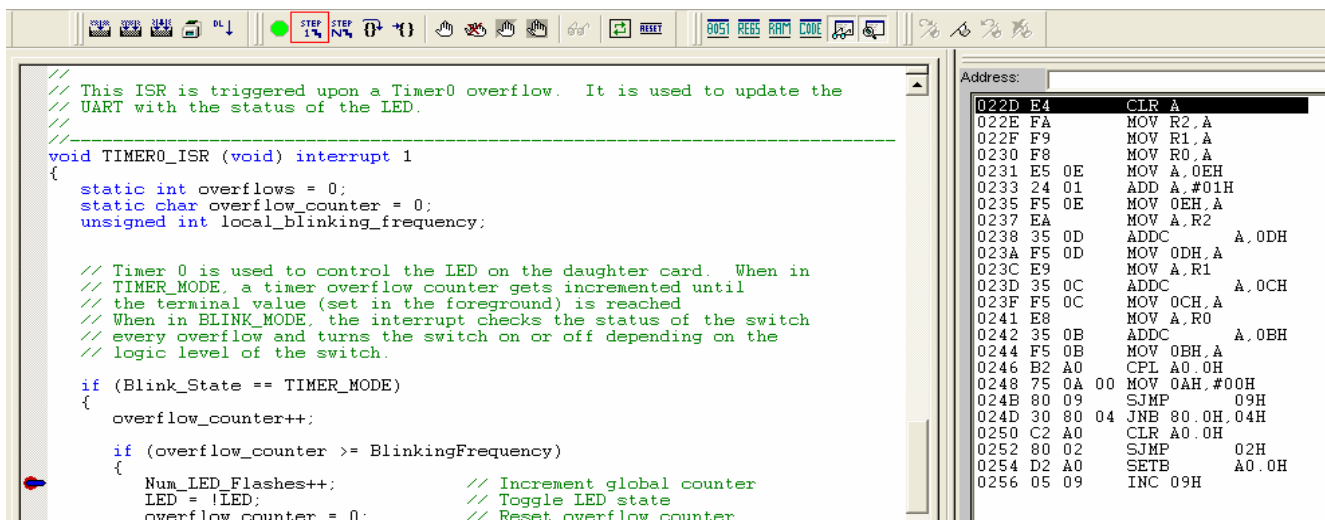 DL
STEP 1 STEP N {} {}
RESET
8051 REGS RAM CODE
//
// This ISR is triggered upon a Timer0 overflow.  It is used to update the
// UART with the status of the LED.
//
//-----------------------------------------------------------------------------
void TIMER0_ISR (void) interrupt 1
{
   static int overflows = 0;
   static char overflow_counter = 0;
   unsigned int local_blinking_frequency;
   // Timer 0 is used to control the LED on the daughter card.  When in
   // TIMER_MODE, a timer overflow counter gets incremented until
   // the terminal value (set in the foreground) is reached
   // When in BLINK_MODE, the interrupt checks the status of the switch
   // every overflow and turns the switch on or off depending on the
   // logic level of the switch.
   if (Blink_State == TIMER_MODE)
   {
      overflow_counter++;
      if (overflow_counter >= BlinkingFrequency)
      {
         Num_LED_Flashes++;            // Increment global counter
         LED = !LED;                   // Toggle LED state
         overflow_counter = 0;         // Reset overflow counter
Address:
022D E4       CLR A
022E FA       MOV R2,A
022F F9       MOV R1,A
0230 F8       MOV R0,A
0231 E5 0E    MOV A,0EH
0233 24 01    ADD A,#01H
0235 F5 0E    MOV 0EH,A
0237 EA       MOV A,R2
0238 35 0D    ADDC      A,0DH
023A F5 0D    MOV 0DH,A
023C E9       MOV A,R1
023D 35 0C    ADDC      A,0CH
023F F5 0C    MOV 0CH,A
0241 E8       MOV A,R0
0242 35 0B    ADDC      A,0BH
0244 F5 0B    MOV 0BH,A
0246 B2 A0    CPL A0.0H
0248 75 0A 00 MOV 0AH,#00H
024B 80 09    SJMP      09H
024D 30 80 04 JNB 80.0H,04H
0250 C2 A0    CLR A0.0H
0252 80 02    SJMP      02H
0254 D2 A0    SETB      A0.0H
0256 05 09    INC 09H